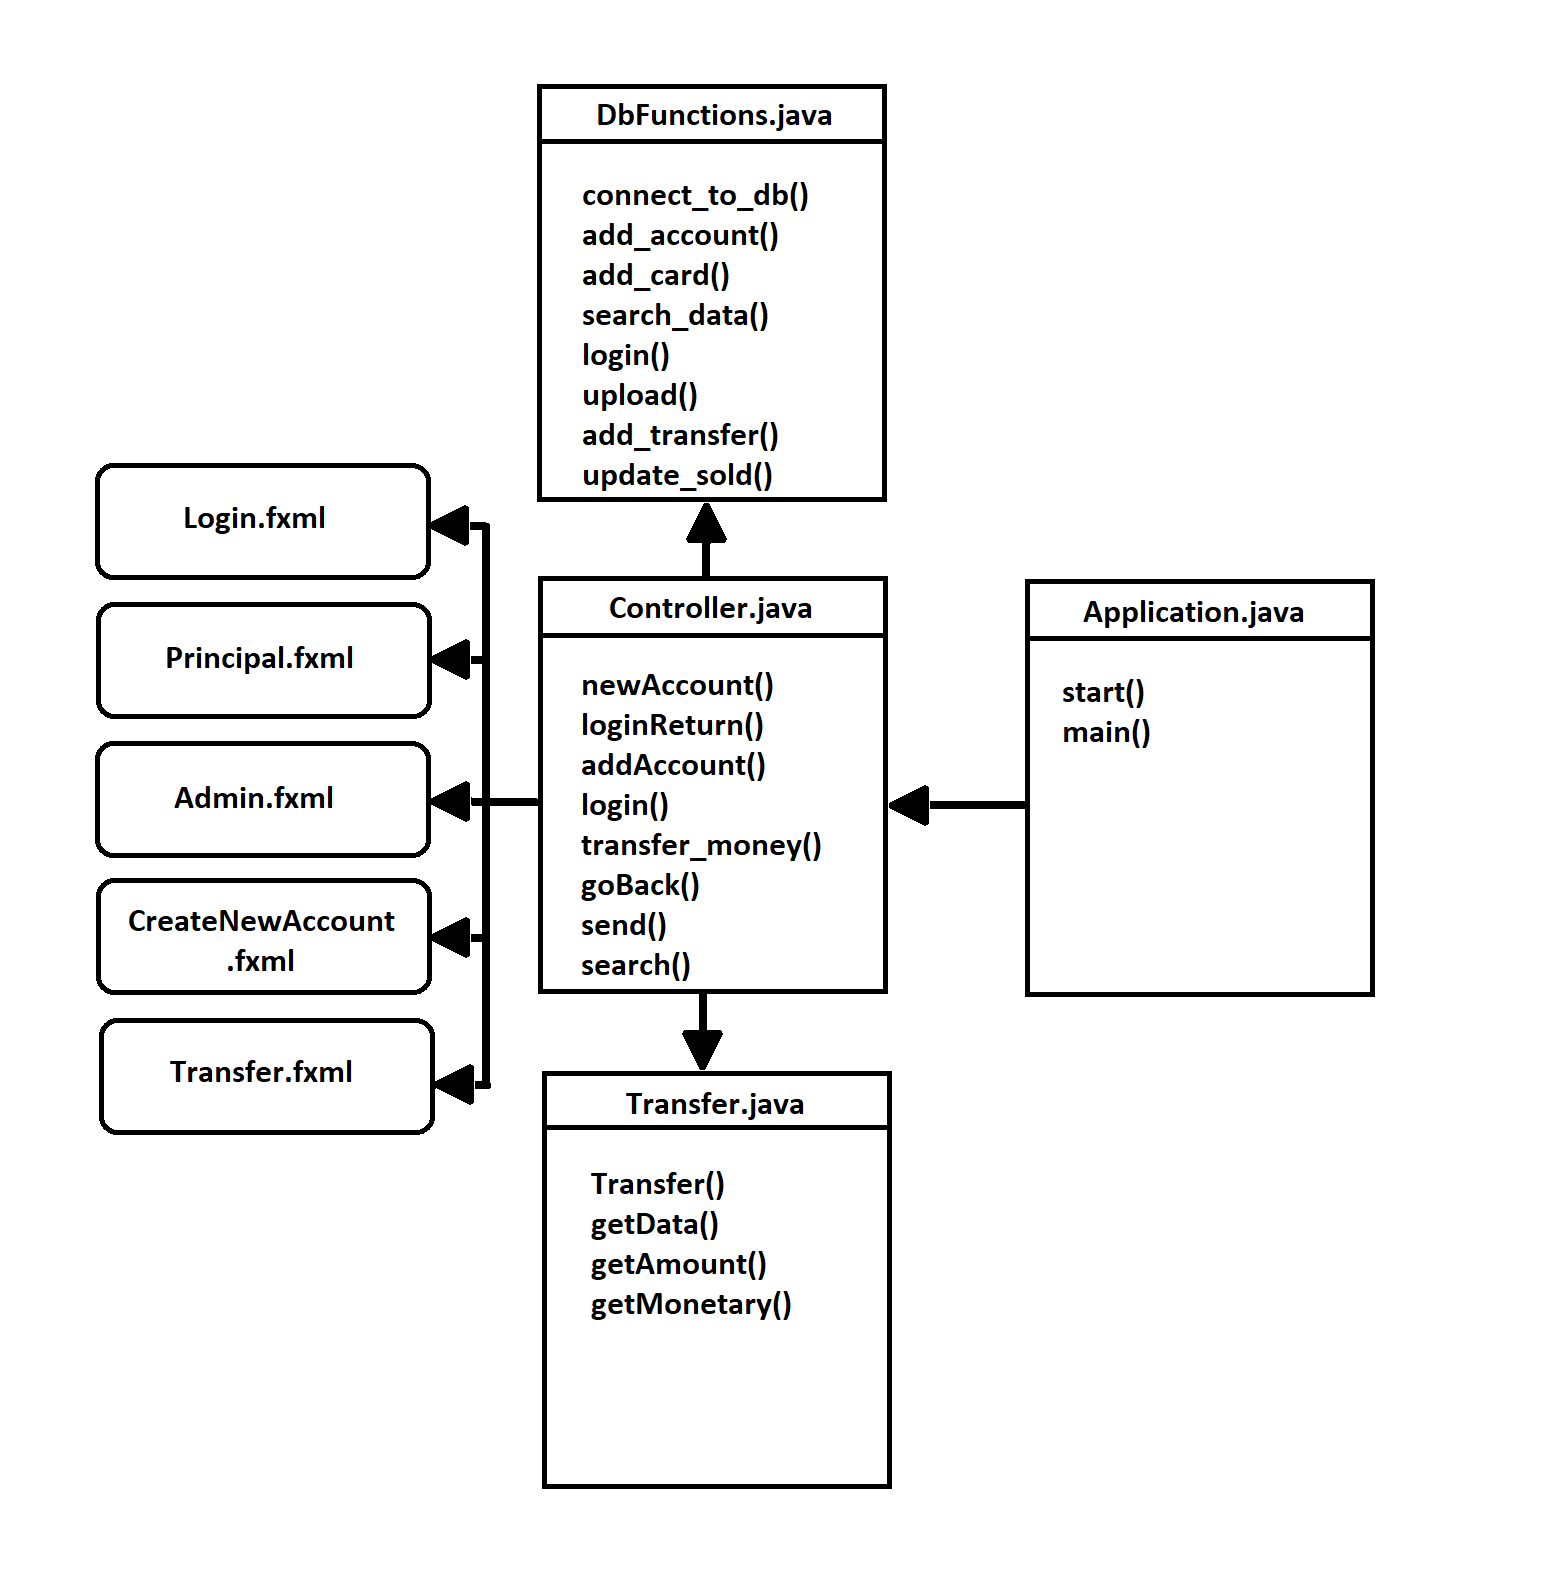 DbFunctions.java
connect_to_db()
add_account()
add_card()
search_data()
login()
upload()
add_transfer()
update_sold()
Login.fxml
Principal.fxml
Admin.fxml
CreateNewAccount
.fxml
Transfer.fxml
Controller.java
newAccount()
loginReturn()
addAccount()
login()
transfer_money()
goBack()
send()
search()
Application.java
start()
main()
Transfer.java
Transfer()
getData()
getAmount()
getMonetary()